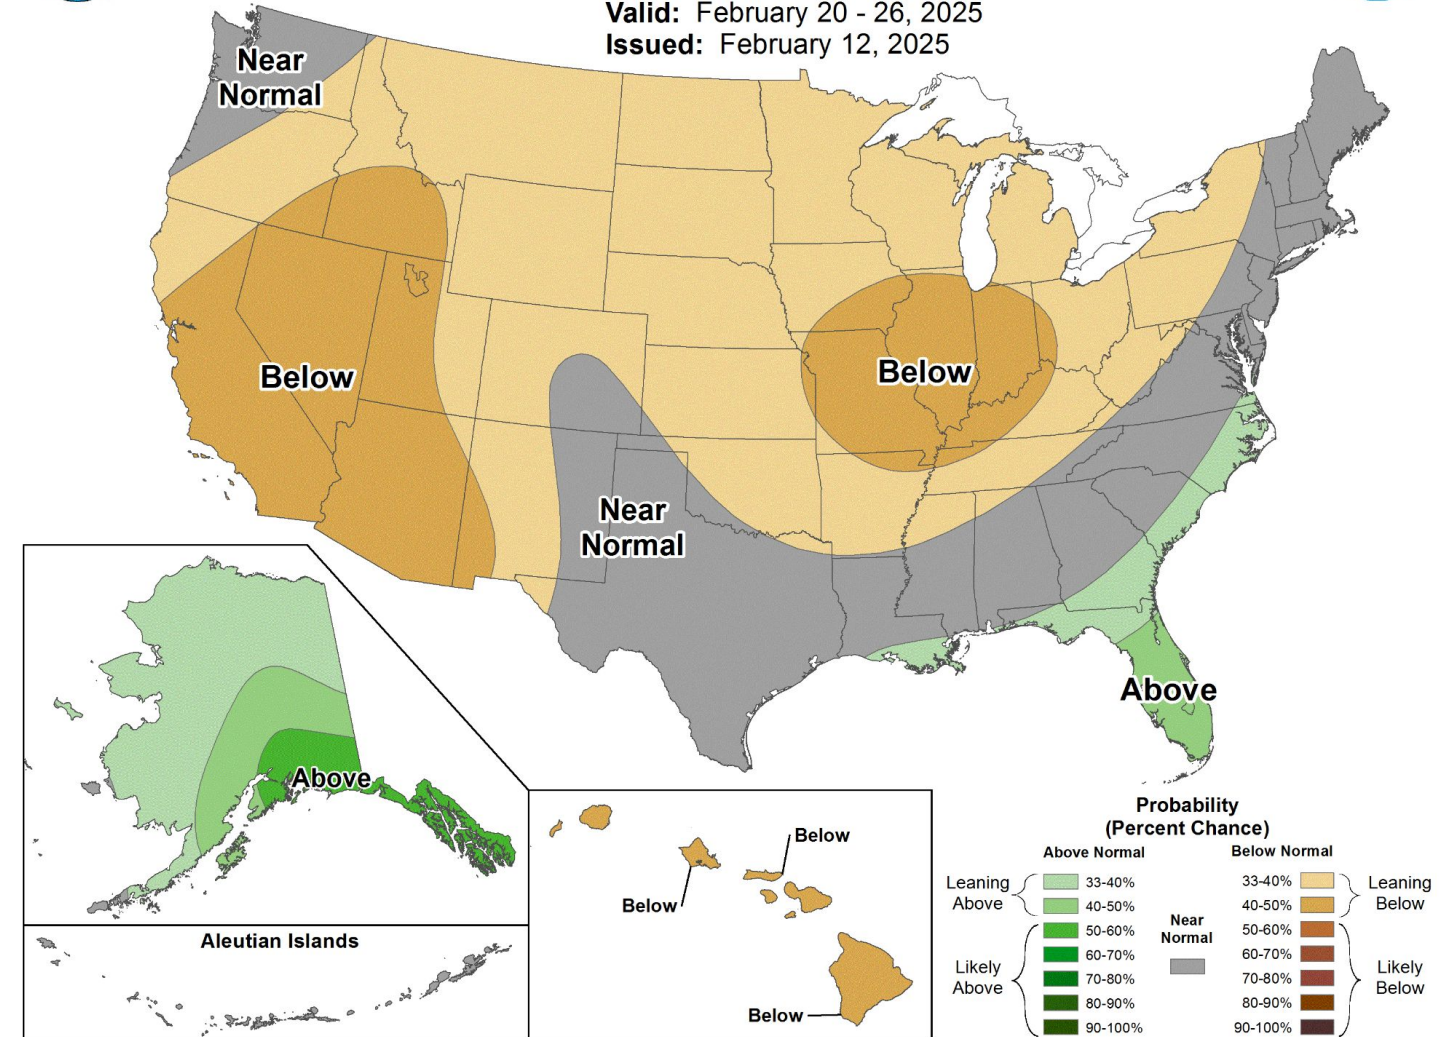 Valid: February 20 - 26, 2025
Issued: February 12, 2025
Near
Normal
Below
Below
Near
Normal
Above
Above
Aleutian Islands
Below
Below
Below
Probability
(Percent Chance)
Above Normal
Below Normal
Leaning
Above
33-40%
40-50%
Likely
Above
50-60%
60-70%
70-80%
80-90%
90-100%
Near
Normal
33-40%
40-50%
Leaning
Below
50-60%
60-70%
70-80%
80-90%
90-100%
Likely
Below